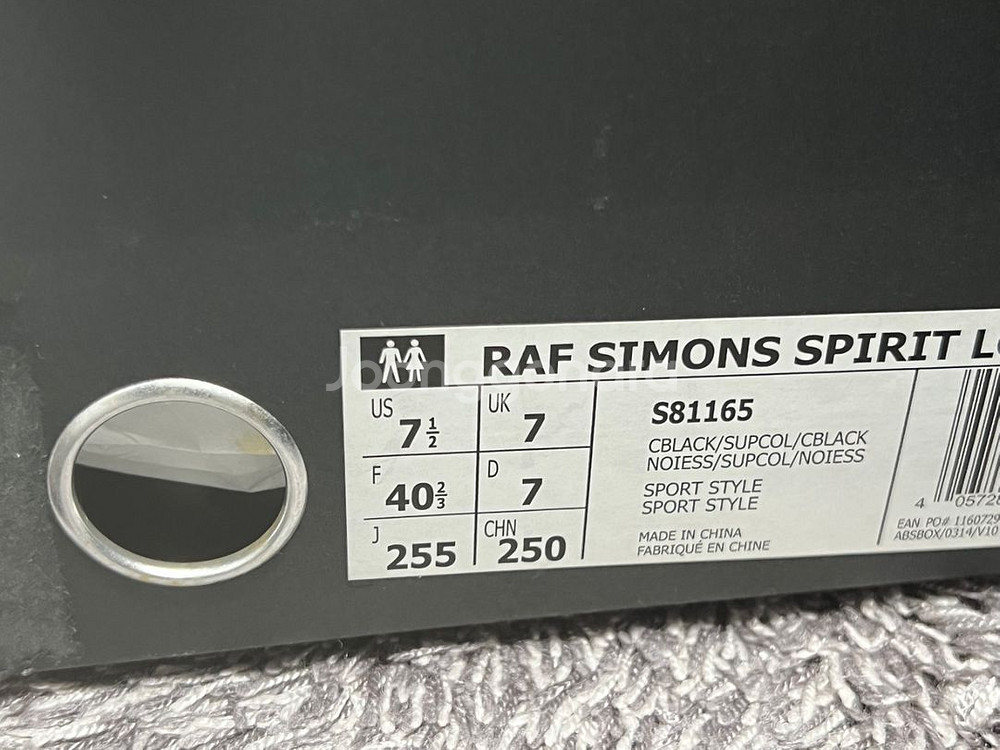 RAF SIMONS SPIRIT L
US 7½ UK 7
F 40⅔ D 7
J 255 CHN 250
S81165
CBLACK/SUPCOL/CBLACK
NOIESS/SUPCOL/NOIESS
SPORT STYLE
SPORT STYLE
MADE IN CHINA
FABRIQUÉ EN CHINE
4 05728
EAN PO# 1160729
ABSBOX/0314/V10